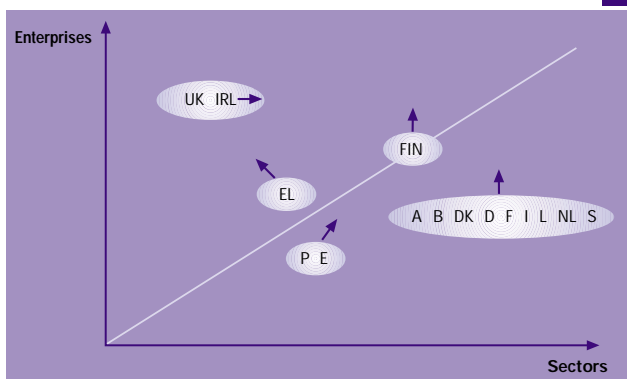 Enterprises
UK IRL
FIN
EL
A B DK D F I L NL S
P E
Sectors